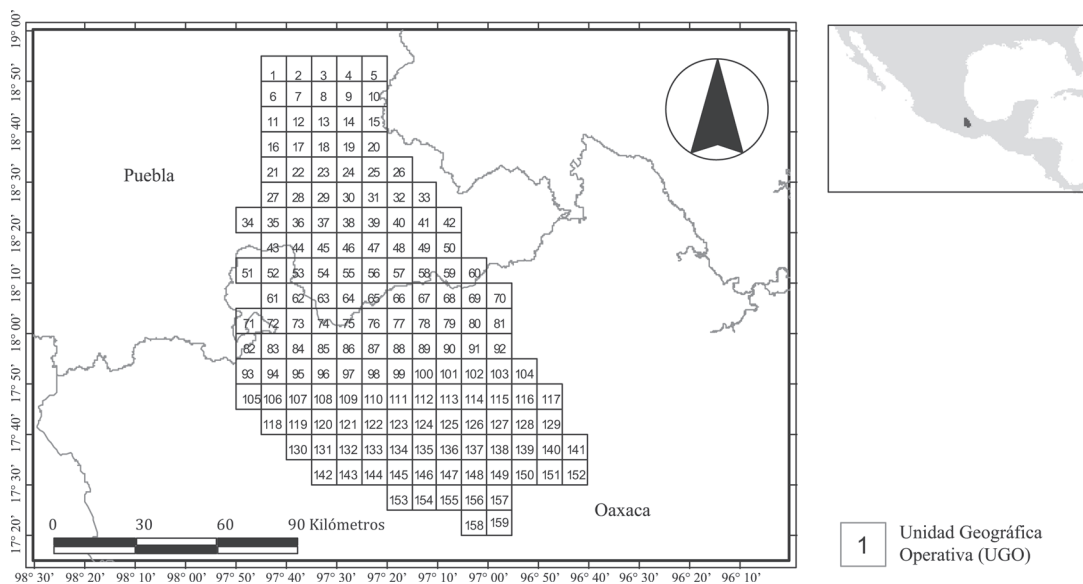 19° 00'
18° 50'
18° 40'
18° 30'
18° 20'
18° 10'
18° 00'
17° 50'
17° 40'
17° 30'
17° 20'
1 2 3 4 5
6 7 8 9 10
11 12 13 14 15
16 17 18 19 20
Puebla
21 22 23 24 25 26
27 28 29 30 31 32 33
34 35 36 37 38 39 40 41 42
43 44 45 46 47 48 49 50
51 52 53 54 55 56 57 58 59 60
61 62 63 64 65 66 67 68 69 70
71 72 73 74 75 76 77 78 79 80 81
82 83 84 85 86 87 88 89 90 91 92
93 94 95 96 97 98 99 100 101 102 103 104
105 106 107 108 109 110 111 112 113 114 115 116 117
118 119 120 121 122 123 124 125 126 127 128 129
130 131 132 133 134 135 136 137 138 139 140 141
142 143 144 145 146 147 148 149 150 151 152
153 154 155 156 157
158 159
Oaxaca
0 30 60 90 Kilómetros
98° 30' 98° 20' 98° 10' 98° 00' 97° 50' 97° 40' 97° 30' 97° 20' 97° 10' 97° 00' 96° 50' 96° 30' 96° 20' 96° 10'
1
Unidad Geográfica
Operativa (UGO)